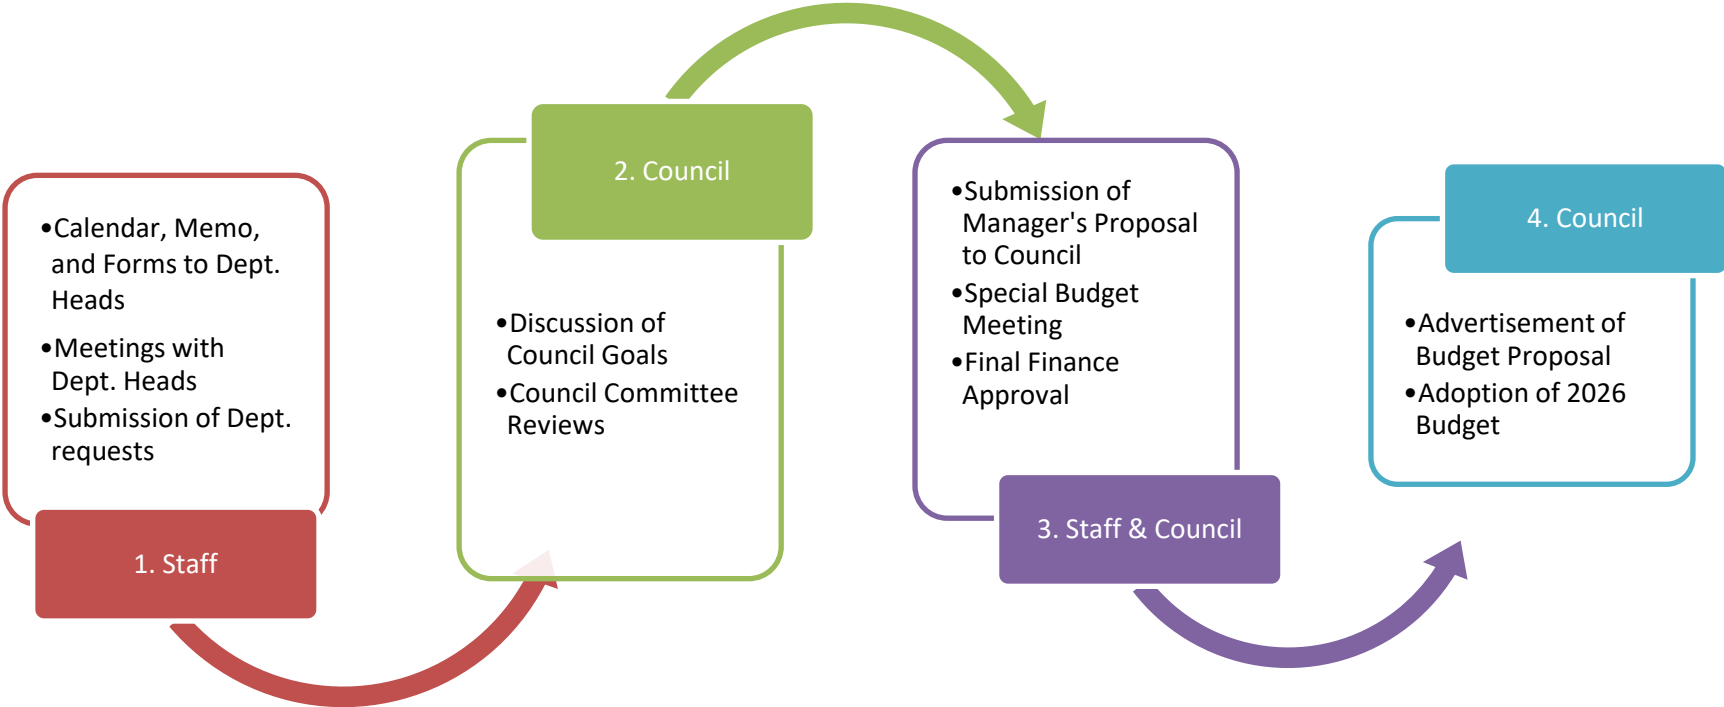 •Calendar, Memo,
and Forms to Dept.
Heads
•Meetings with
Dept. Heads
•Submission of Dept.
requests
1. Staff
2. Council
•Discussion of
Council Goals
•Council Committee
Reviews
•Submission of
Manager's Proposal
to Council
•Special Budget
Meeting
•Final Finance
Approval
3. Staff & Council
4. Council
•Advertisement of
Budget Proposal
•Adoption of 2026
Budget